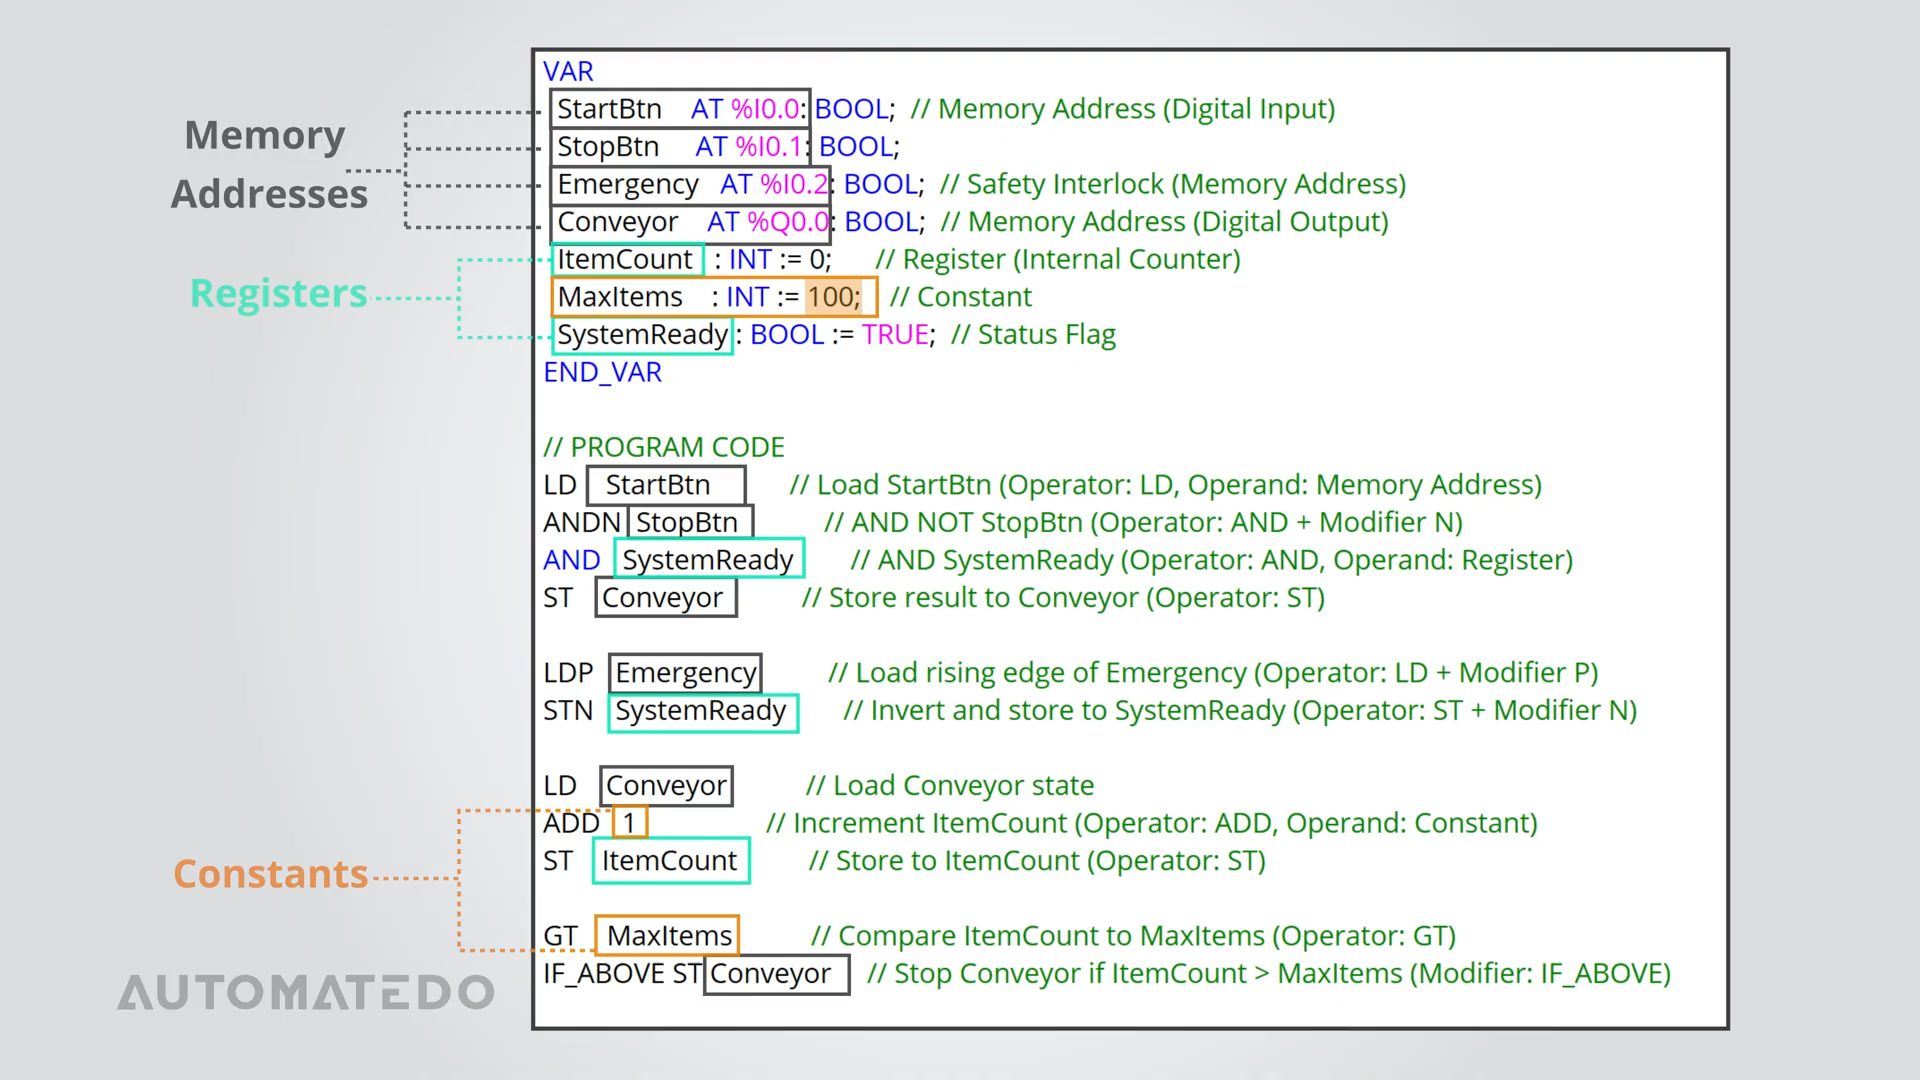 VAR
StartBtn AT %I0.0: BOOL; // Memory Address (Digital Input)
StopBtn AT %I0.1: BOOL;
Emergency AT %I0.2: BOOL; // Safety Interlock (Memory Address)
Conveyor AT %Q0.0: BOOL; // Memory Address (Digital Output)
ItemCount : INT := 0; // Register (Internal Counter)
MaxItems : INT := 100; // Constant
SystemReady : BOOL := TRUE; // Status Flag
END_VAR
// PROGRAM CODE
LD StartBtn // Load StartBtn (Operator: LD, Operand: Memory Address)
ANDN StopBtn // AND NOT StopBtn (Operator: AND + Modifier N)
AND SystemReady // AND SystemReady (Operator: AND, Operand: Register)
ST Conveyor // Store result to Conveyor (Operator: ST)
LDP Emergency // Load rising edge of Emergency (Operator: LD + Modifier P)
STN SystemReady // Invert and store to SystemReady (Operator: ST + Modifier N)
LD Conveyor // Load Conveyor state
ADD 1 // Increment ItemCount (Operator: ADD, Operand: Constant)
ST ItemCount // Store to ItemCount (Operator: ST)
GT MaxItems // Compare ItemCount to MaxItems (Operator: GT)
IF_ABOVE ST Conveyor // Stop Conveyor if ItemCount > MaxItems (Modifier: IF_ABOVE)
Memory
Addresses
Registers
Constants
AUTOMATEDO